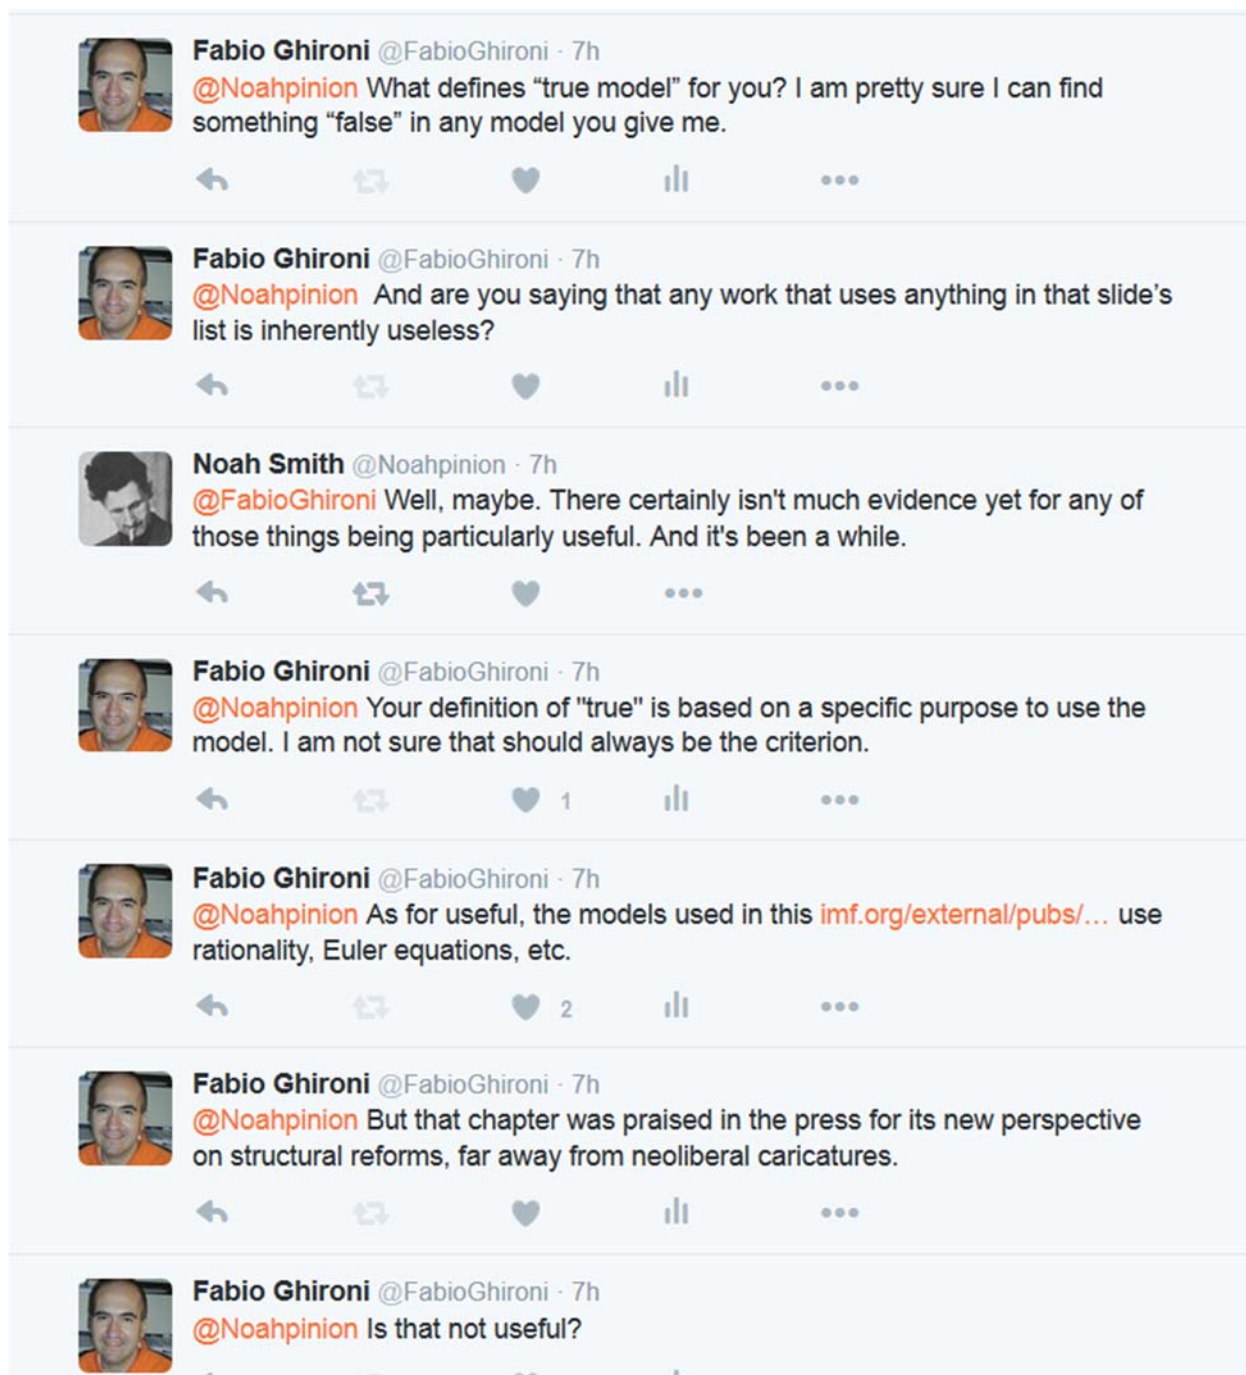 Fabio Ghironi @FabioGhironi · 7h
@Noahpinion What defines “true model” for you? I am pretty sure I can find
something “false” in any model you give me.
Fabio Ghironi @FabioGhironi · 7h
@Noahpinion And are you saying that any work that uses anything in that slide’s
list is inherently useless?
Noah Smith @Noahpinion · 7h
@FabioGhironi Well, maybe. There certainly isn't much evidence yet for any of
those things being particularly useful. And it's been a while.
Fabio Ghironi @FabioGhironi · 7h
@Noahpinion Your definition of "true" is based on a specific purpose to use the
model. I am not sure that should always be the criterion.
1
Fabio Ghironi @FabioGhironi · 7h
@Noahpinion As for useful, the models used in this imf.org/external/pubs/... use
rationality, Euler equations, etc.
2
Fabio Ghironi @FabioGhironi · 7h
@Noahpinion But that chapter was praised in the press for its new perspective
on structural reforms, far away from neoliberal caricatures.
Fabio Ghironi @FabioGhironi · 7h
@Noahpinion Is that not useful?